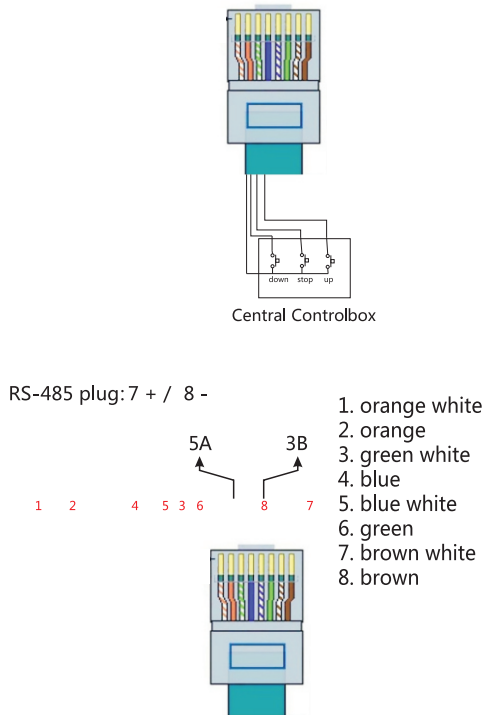 down stop up
Central Controlbox
RS-485 plug: 7 + / 8 -
5A 3B
1 2 4 5 3 6 8 7
1. orange white
2. orange
3. green white
4. blue
5. blue white
6. green
7. brown white
8. brown